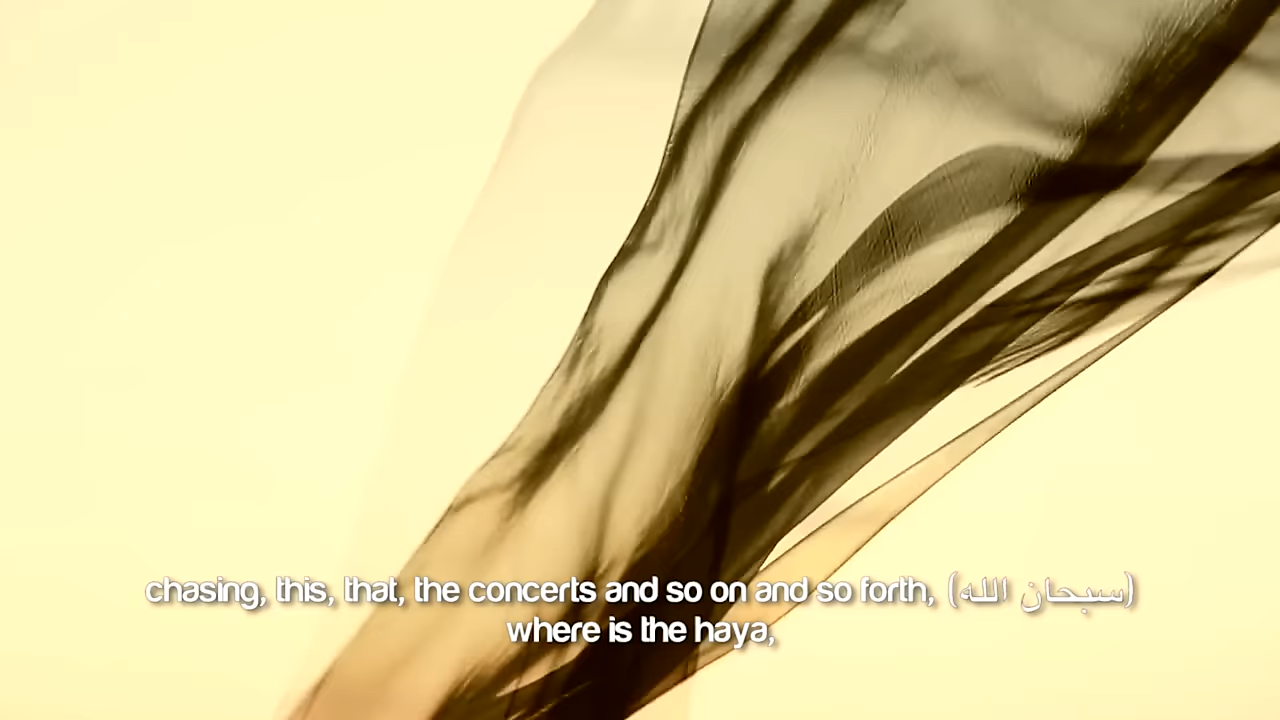 chasing, this, that, the concerts and so on and so forth, (سبحان الله)
where is the haya,